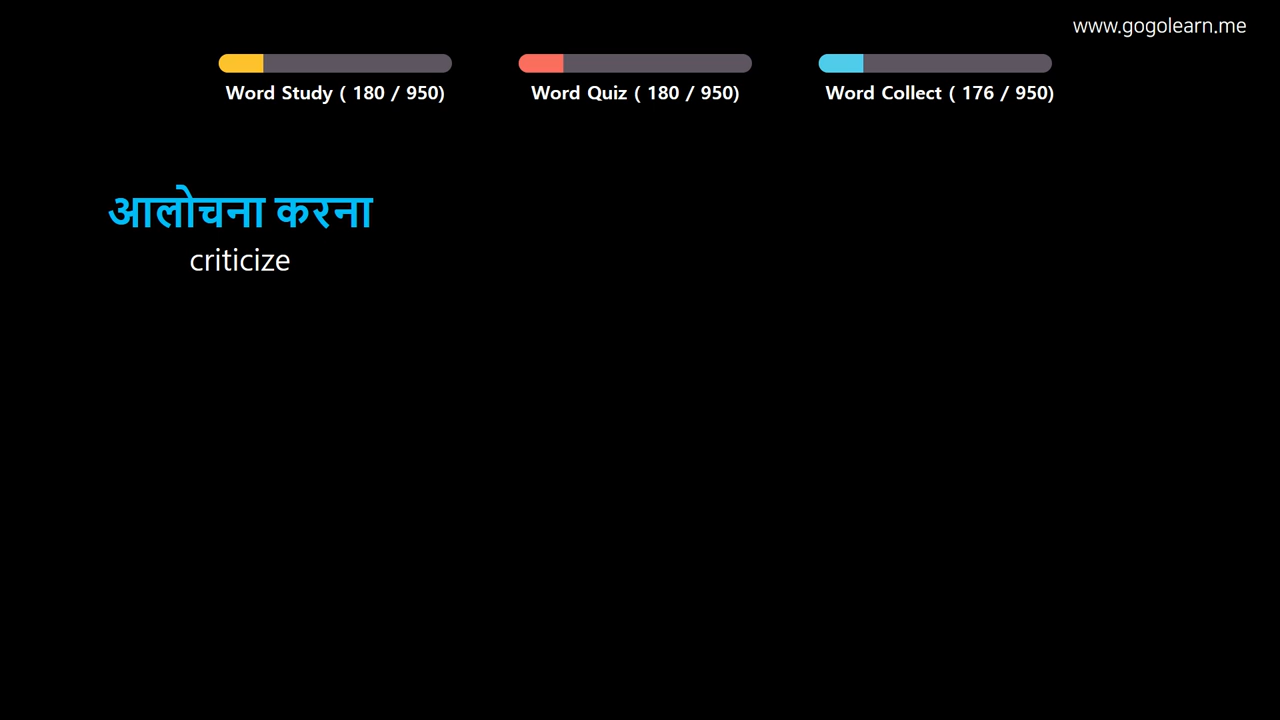 www.gogolearn.me
Word Study ( 180 / 950)
Word Quiz ( 180 / 950)
Word Collect ( 176 / 950)
आलोचना करना
criticize